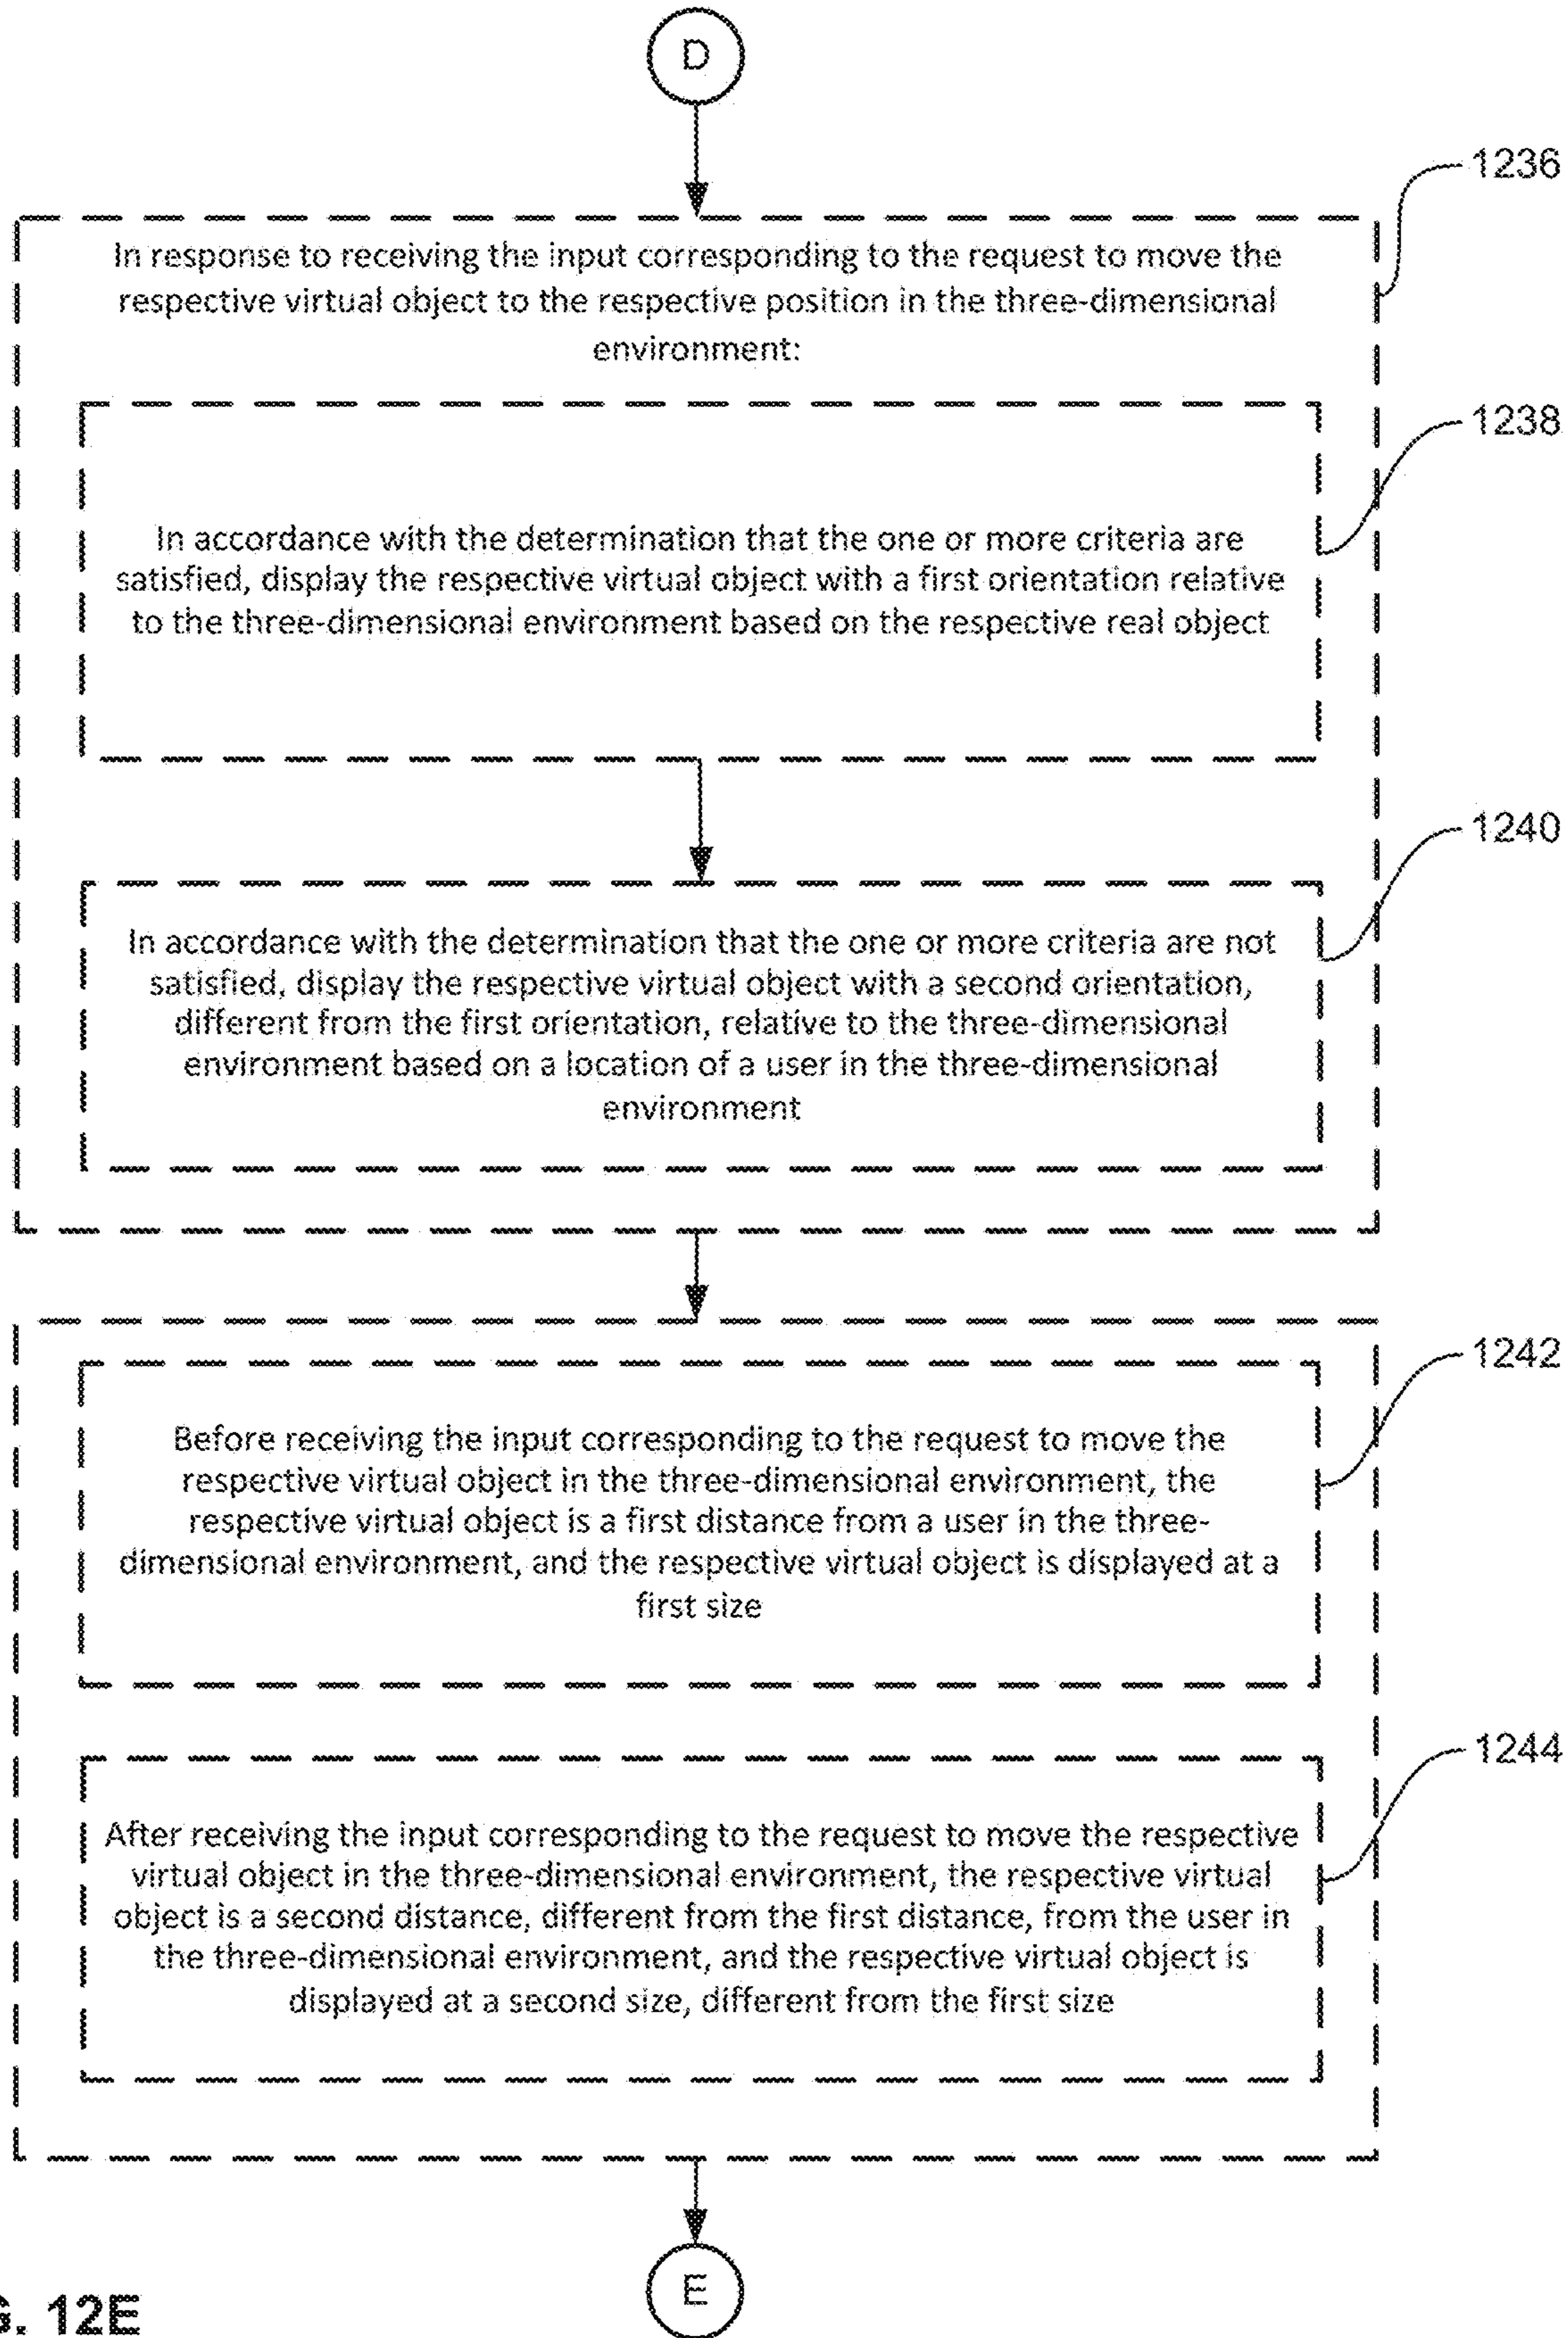 D
1236
In response to receiving the input corresponding to the request to move the
respective virtual object to the respective position in the three-dimensional
environment:
1238
In accordance with the determination that the one or more criteria are
satisfied, display the respective virtual object with a first orientation relative
to the three-dimensional environment based on the respective real object
1240
In accordance with the determination that the one or more criteria are not
satisfied, display the respective virtual object with a second orientation,
different from the first orientation, relative to the three-dimensional
environment based on a location of a user in the three-dimensional
environment
1242
Before receiving the input corresponding to the request to move the
respective virtual object in the three-dimensional environment, the
respective virtual object is a first distance from a user in the three-
dimensional environment, and the respective virtual object is displayed at a
first size
1244
After receiving the input corresponding to the request to move the respective
virtual object in the three-dimensional environment, the respective virtual
object is a second distance, different from the first distance, from the user in
the three-dimensional environment, and the respective virtual object is
displayed at a second size, different from the first size
E
G. 12E